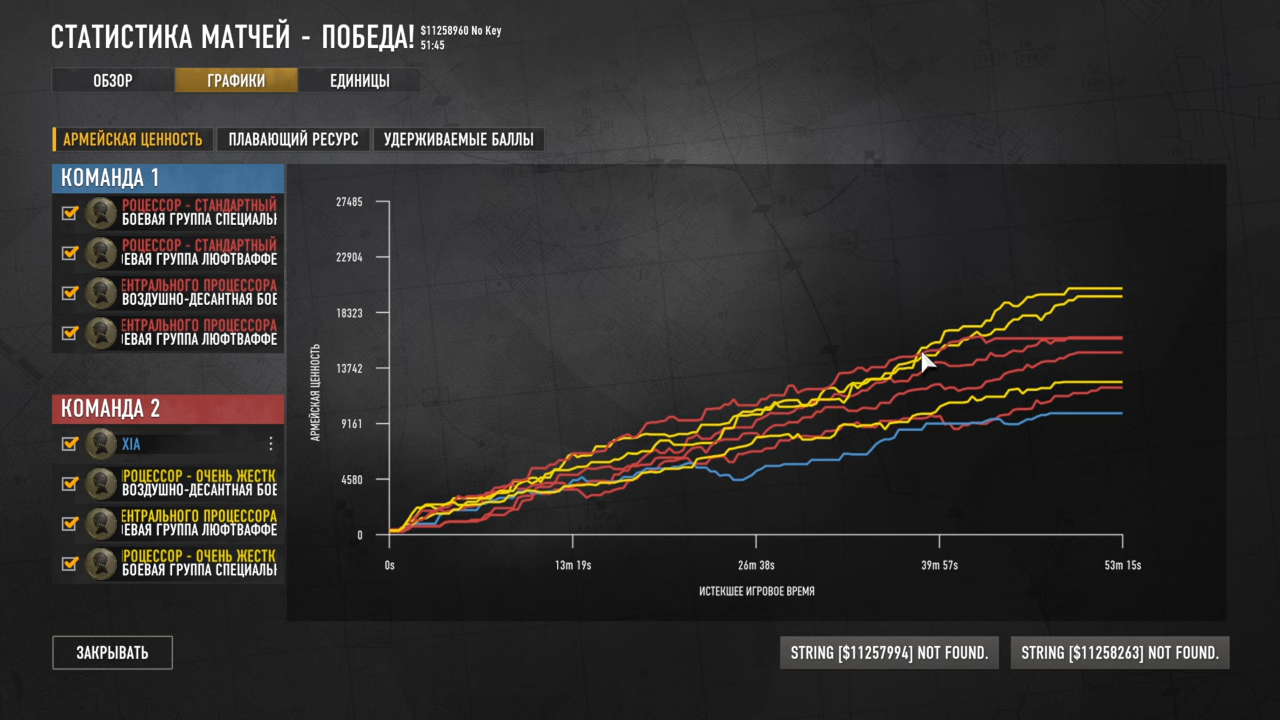 СТАТИСТИКА МАТЧЕЙ - ПОБЕДА!
$11258960 No Key
51:45
ОБЗОР
ГРАФИКИ
ЕДИНИЦЫ
АРМЕЙСКАЯ ЦЕННОСТЬ
ПЛАВАЮЩИЙ РЕСУРС
УДЕРЖИВАЕМЫЕ БАЛЛЫ
КОМАНДА 1
РОЦЕССОР - СТАНДАРТНЫЙ
БОЕВАЯ ГРУППА СПЕЦИАЛЬН
РОЦЕССОР - СТАНДАРТНЫЙ
ЕВАЯ ГРУППА ЛЮФТВАФФЕ
ЕНТРАЛЬНОГО ПРОЦЕССОРА
ВОЗДУШНО-ДЕСАНТНАЯ БОЕ
ЕНТРАЛЬНОГО ПРОЦЕССОРА
ЕВАЯ ГРУППА ЛЮФТВАФФЕ
КОМАНДА 2
XIA
РОЦЕССОР - ОЧЕНЬ ЖЕСТК
ВОЗДУШНО-ДЕСАНТНАЯ БОЕ
ЕНТРАЛЬНОГО ПРОЦЕССОРА
ЕВАЯ ГРУППА ЛЮФТВАФФЕ
РОЦЕССОР - ОЧЕНЬ ЖЕСТК
БОЕВАЯ ГРУППА СПЕЦИАЛЬН
АРМЕЙСКАЯ ЦЕННОСТЬ
27485
22904
18323
13742
9161
4580
0
0s
13m 19s
26m 38s
39m 57s
53m 15s
ИСТЕКШЕЕ ИГРОВОЕ ВРЕМЯ
ЗАКРЫВАТЬ
STRING [$11257994] NOT FOUND.
STRING [$11258263] NOT FOUND.